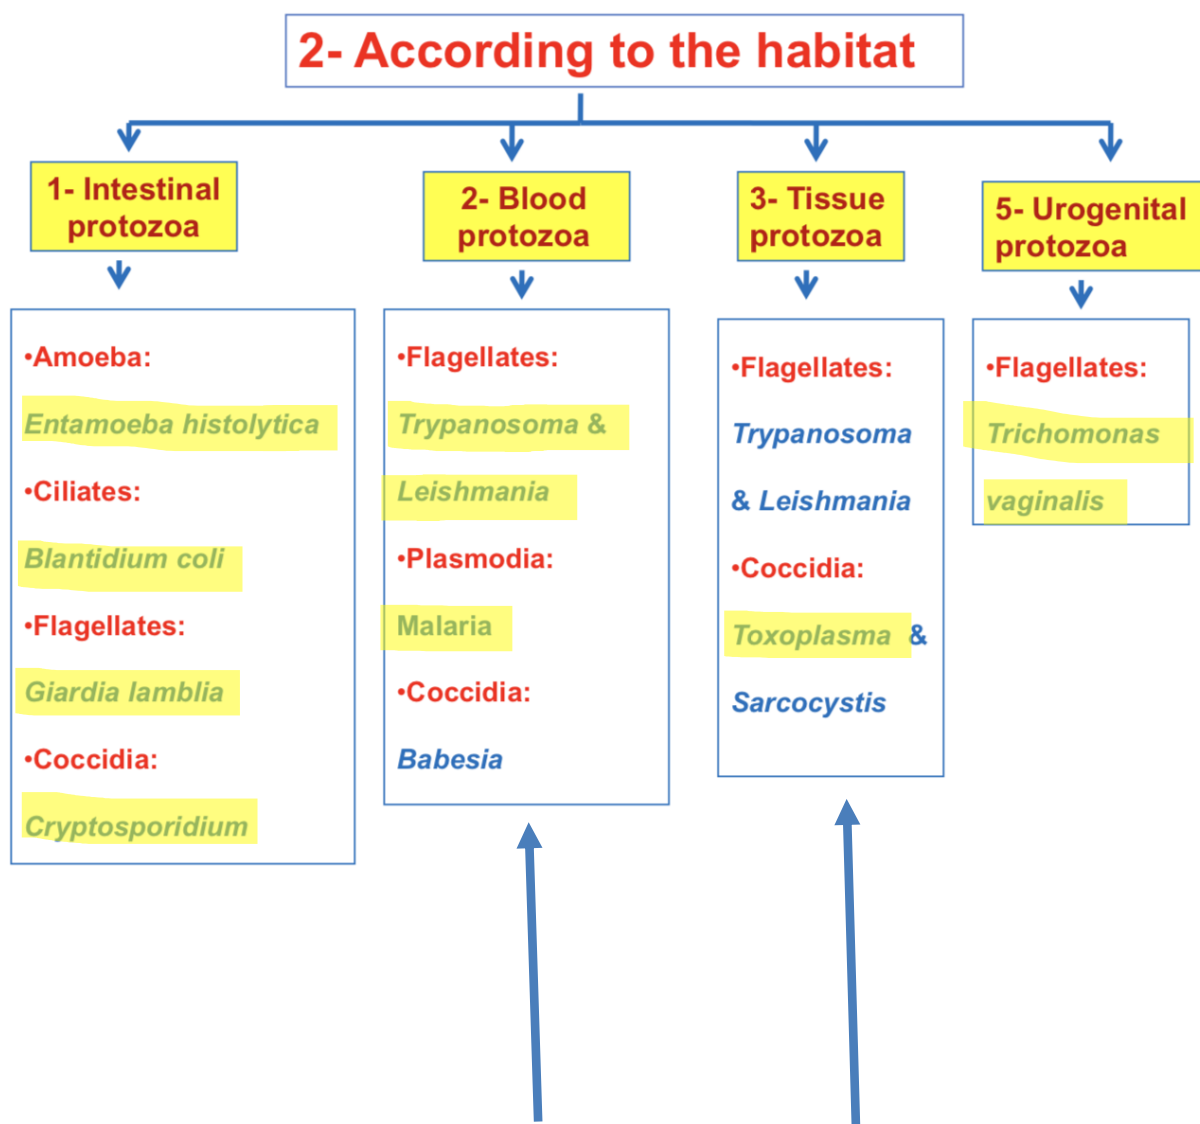 2- According to the habitat
1- Intestinal
protozoa
•Amoeba:
Entamoeba histolytica
•Ciliates:
Blantidium coli
•Flagellates:
Giardia lamblia
•Coccidia:
Cryptosporidium
2- Blood
protozoa
•Flagellates:
Trypanosoma &
Leishmania
•Plasmodia:
Malaria
•Coccidia:
Babesia
3- Tissue
protozoa
•Flagellates:
Trypanosoma
& Leishmania
•Coccidia:
Toxoplasma &
Sarcocystis
5- Urogenital
protozoa
•Flagellates:
Trichomonas
vaginalis